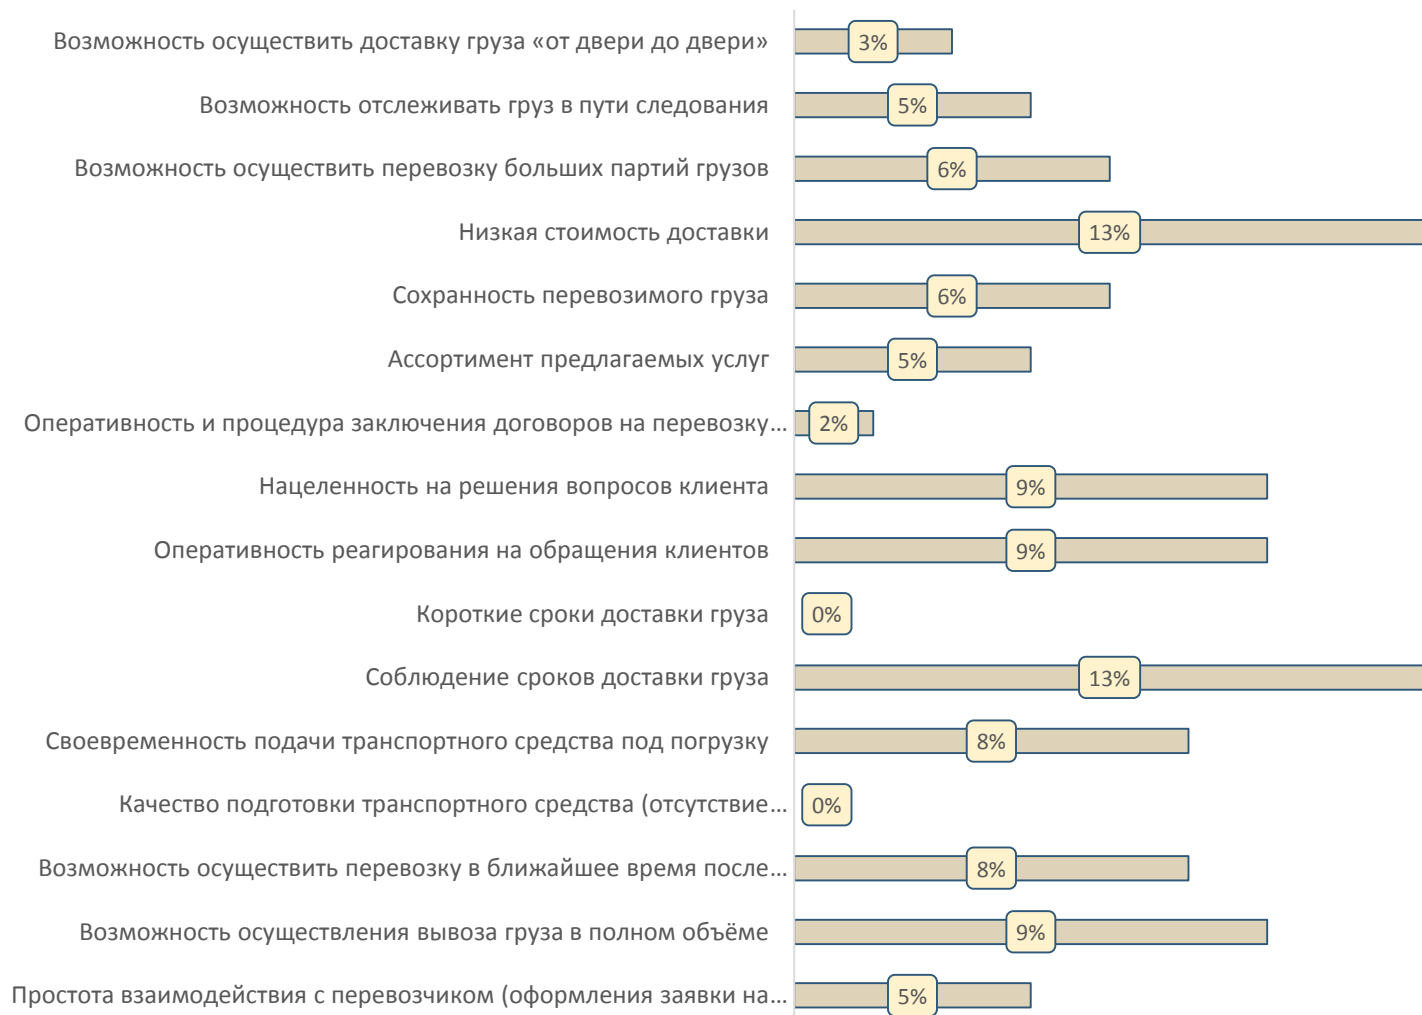 Возможность осуществить доставку груза «от двери до двери» 3%
Возможность отслеживать груз в пути следования 5%
Возможность осуществить перевозку больших партий грузов 6%
Низкая стоимость доставки 13%
Сохранность перевозимого груза 6%
Ассортимент предлагаемых услуг 5%
Оперативность и процедура заключения договоров на перевозку... 2%
Нацеленность на решения вопросов клиента 9%
Оперативность реагирования на обращения клиентов 9%
Короткие сроки доставки груза 0%
Соблюдение сроков доставки груза 13%
Своевременность подачи транспортного средства под погрузку 8%
Качество подготовки транспортного средства (отсутствие... 0%
Возможность осуществить перевозку в ближайшее время после... 8%
Возможность осуществления вывоза груза в полном объёме 9%
Простота взаимодействия с перевозчиком (оформления заявки на... 5%